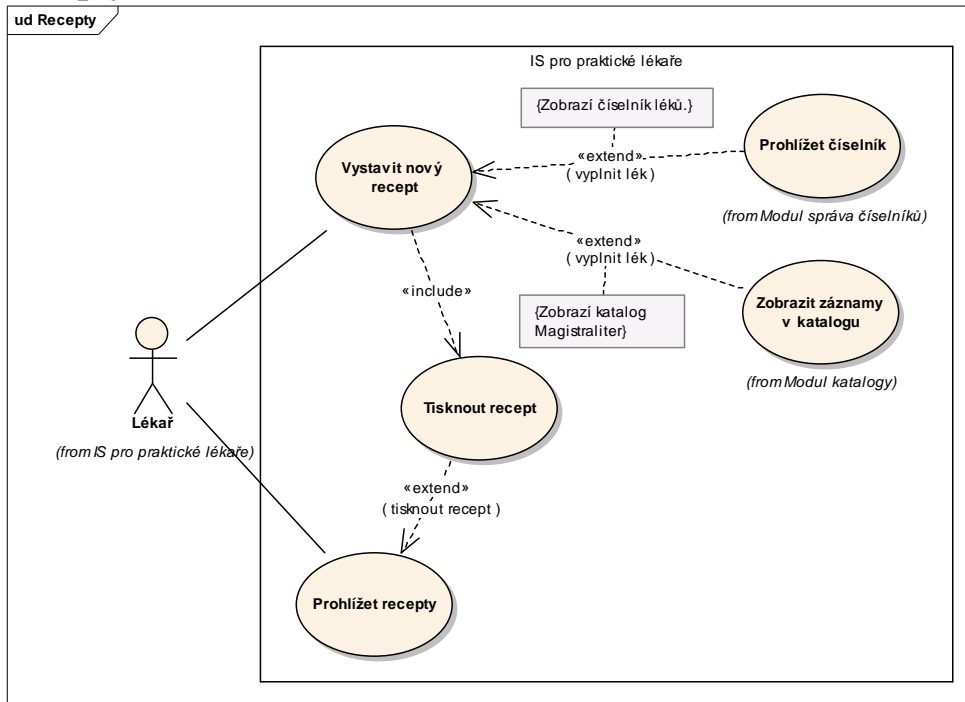 ud Recepty
IS pro praktické lékaře
{Zobrazí číselník léků.}
Prohlížet číselník
(from Modul správa číselníků)
Vystavit nový
recept
«extend»
( vyplnit lék )
«extend»
( vyplnit lék )
{Zobrazí katalog
Magistraliter}
Zobrazit záznamy
v katalogu
(from Modul katalogy)
«include»
Lékař
(from IS pro praktické lékaře)
Tisknout recept
«extend»
( tisknout recept )
Prohlížet recepty